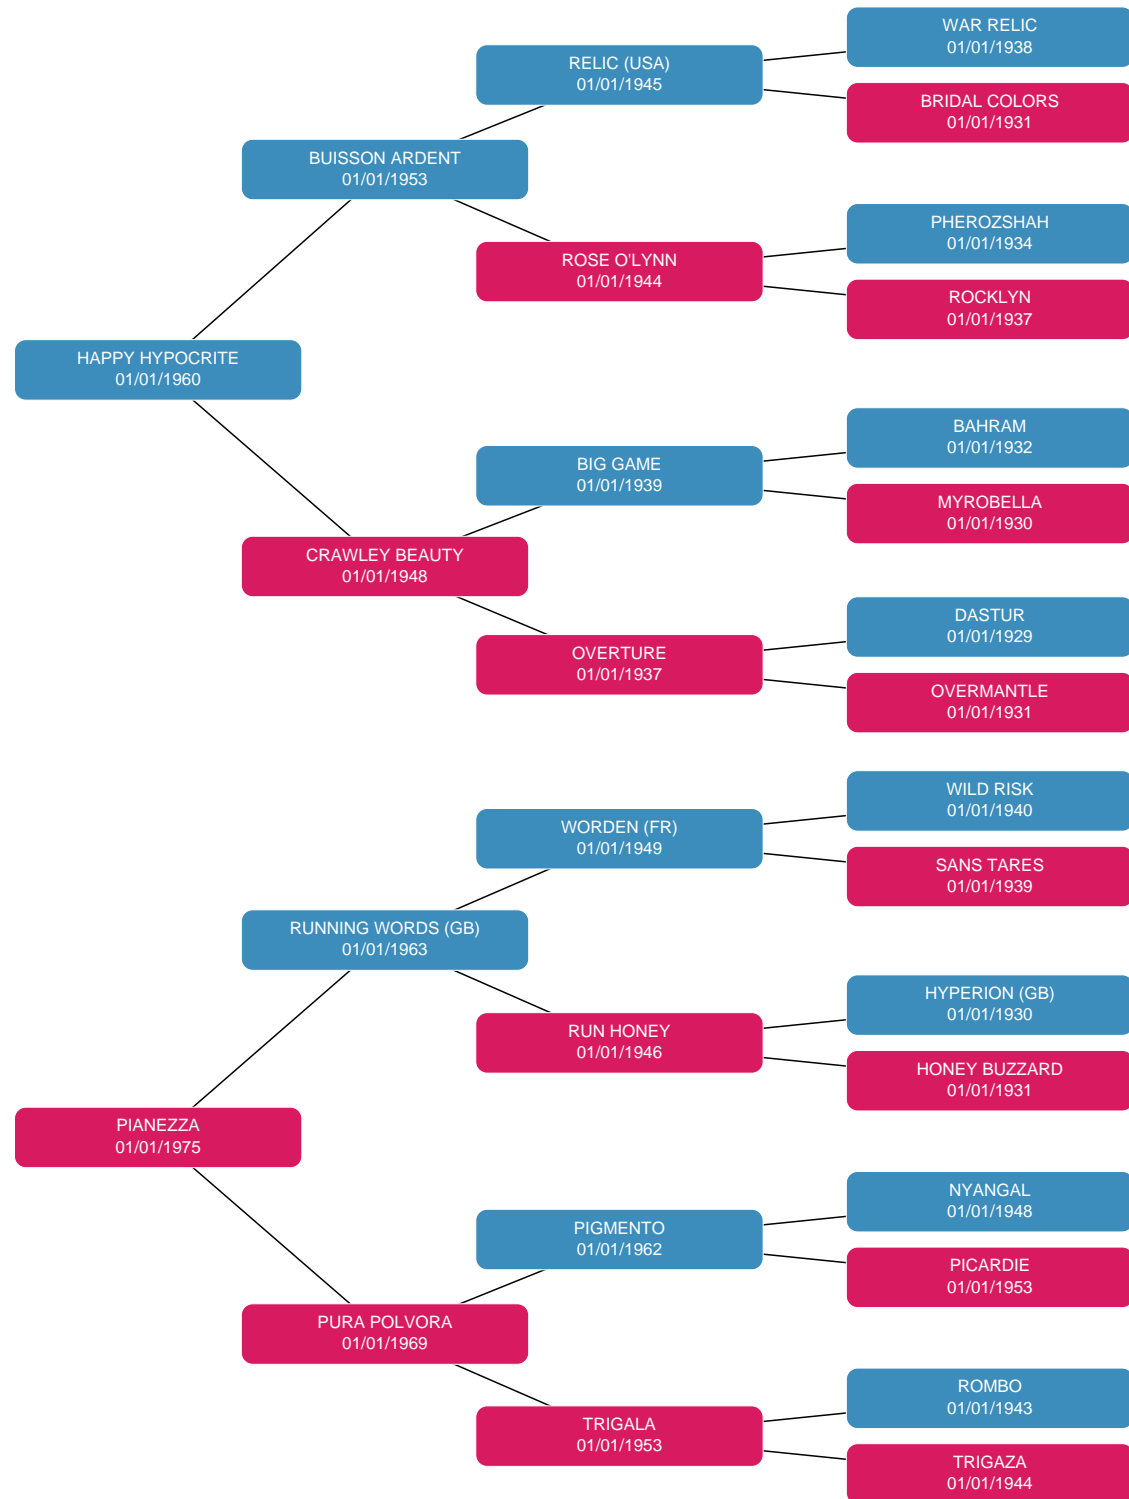 WAR RELIC
01/01/1938
RELIC (USA)
01/01/1945
BRIDAL COLORS
01/01/1931
BUISSON ARDENT
01/01/1953
PHEROZSHAH
01/01/1934
ROSE O'LYNN
01/01/1944
ROCKLYN
01/01/1937
HAPPY HYPOCRITE
01/01/1960
BAHRAM
01/01/1932
BIG GAME
01/01/1939
MYROBELLA
01/01/1930
CRAWLEY BEAUTY
01/01/1948
DASTUR
01/01/1929
OVERTURE
01/01/1937
OVERMANTLE
01/01/1931
WILD RISK
01/01/1940
WORDEN (FR)
01/01/1949
SANS TARES
01/01/1939
RUNNING WORDS (GB)
01/01/1963
HYPERION (GB)
01/01/1930
RUN HONEY
01/01/1946
HONEY BUZZARD
01/01/1931
PIANEZZA
01/01/1975
NYANGAL
01/01/1948
PIGMENTO
01/01/1962
PICARDIE
01/01/1953
PURA POLVORA
01/01/1969
ROMBO
01/01/1943
TRIGALA
01/01/1953
TRIGAZA
01/01/1944